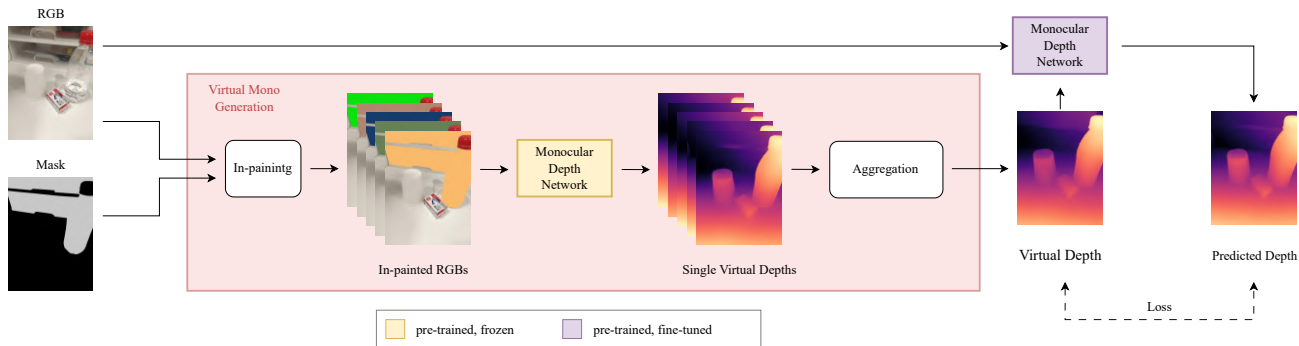 RGB
Monocular
Depth
Network
Virtual Mono
Generation
Mask
In-painintg
Monocular
Depth
Network
Aggregation
In-painted RGBs
Single Virtual Depths
Virtual Depth
Predicted Depth
Loss
pre-trained, frozen
pre-trained, fine-tuned